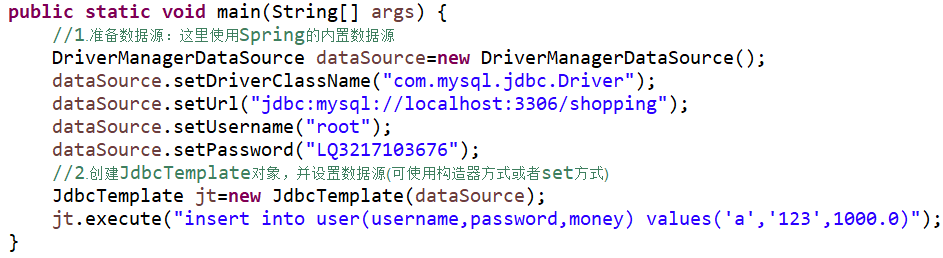 public static void main(String[] args) {
//1.准备数据源：这里使用Spring的内置数据源
DriverManagerDataSource dataSource=new DriverManagerDataSource();
dataSource.setDriverClassName("com.mysql.jdbc.Driver");
dataSource.setUrl("jdbc:mysql://localhost:3306/shopping");
dataSource.setUsername("root");
dataSource.setPassword("LQ3217103676");
//2.创建JdbcTemplate对象，并设置数据源(可使用构造器方式或者set方式)
JdbcTemplate jt=new JdbcTemplate(dataSource);
jt.execute("insert into user(username,password,money) values('a','123',1000.0)");
}